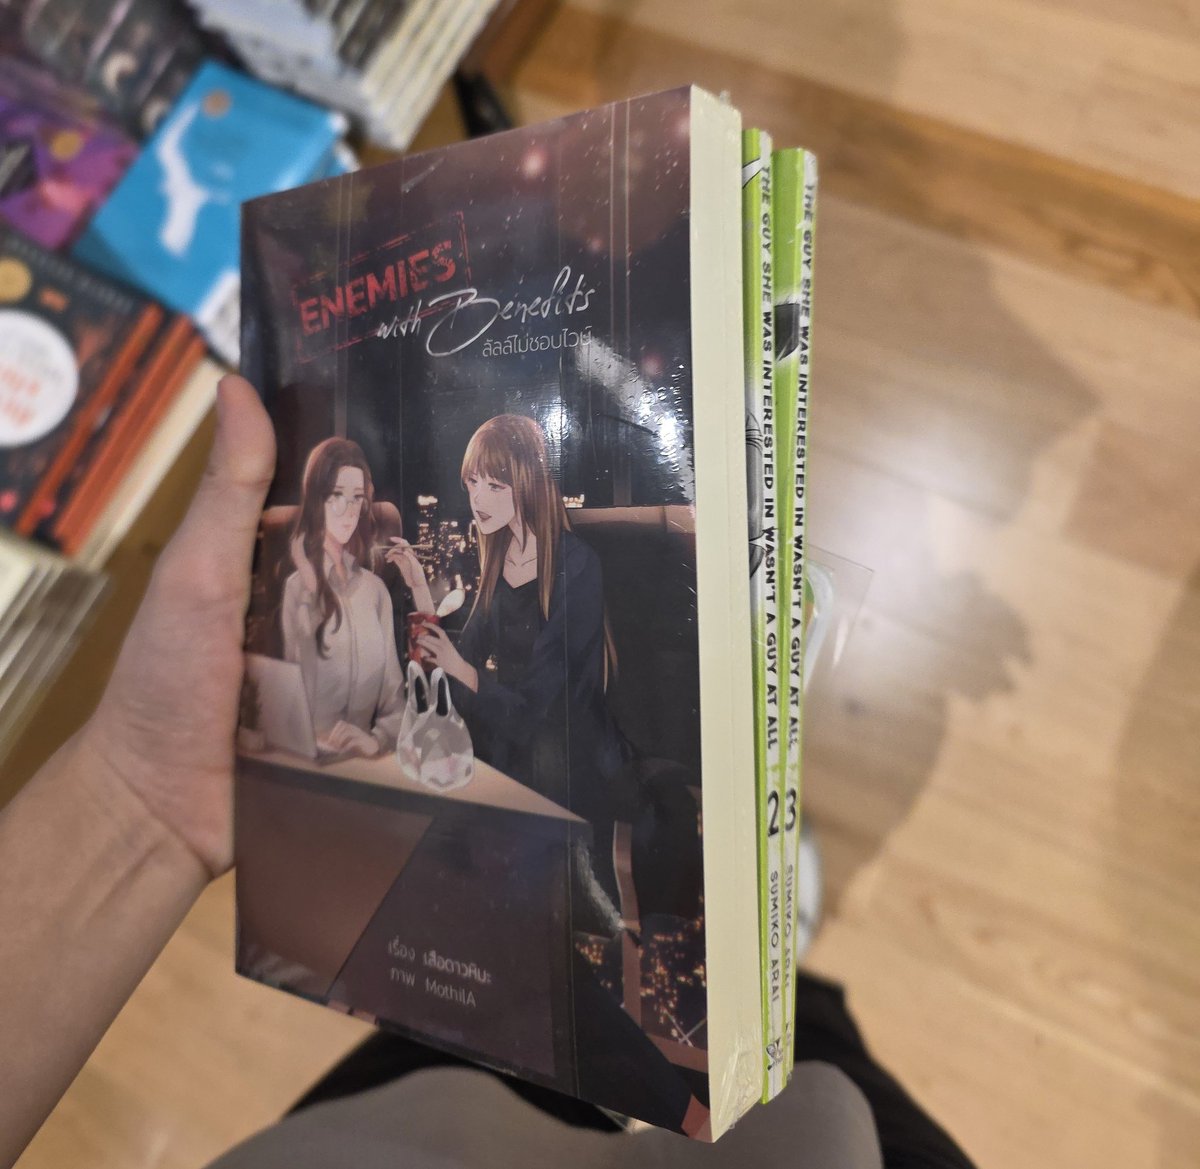 ENEMIES
with Benefits
ลัลล์ไม่ชอบไวน์
เรื่อง เสือดาวหิมะ
ภาพ MothilA
THE GUY SHE WAS INTERESTED IN WASN'T A GUY AT ALL 2 SUMIKO ARAI
THE GUY SHE WAS INTERESTED IN WASN'T A GUY AT ALL 3 SUMIKO ARAI